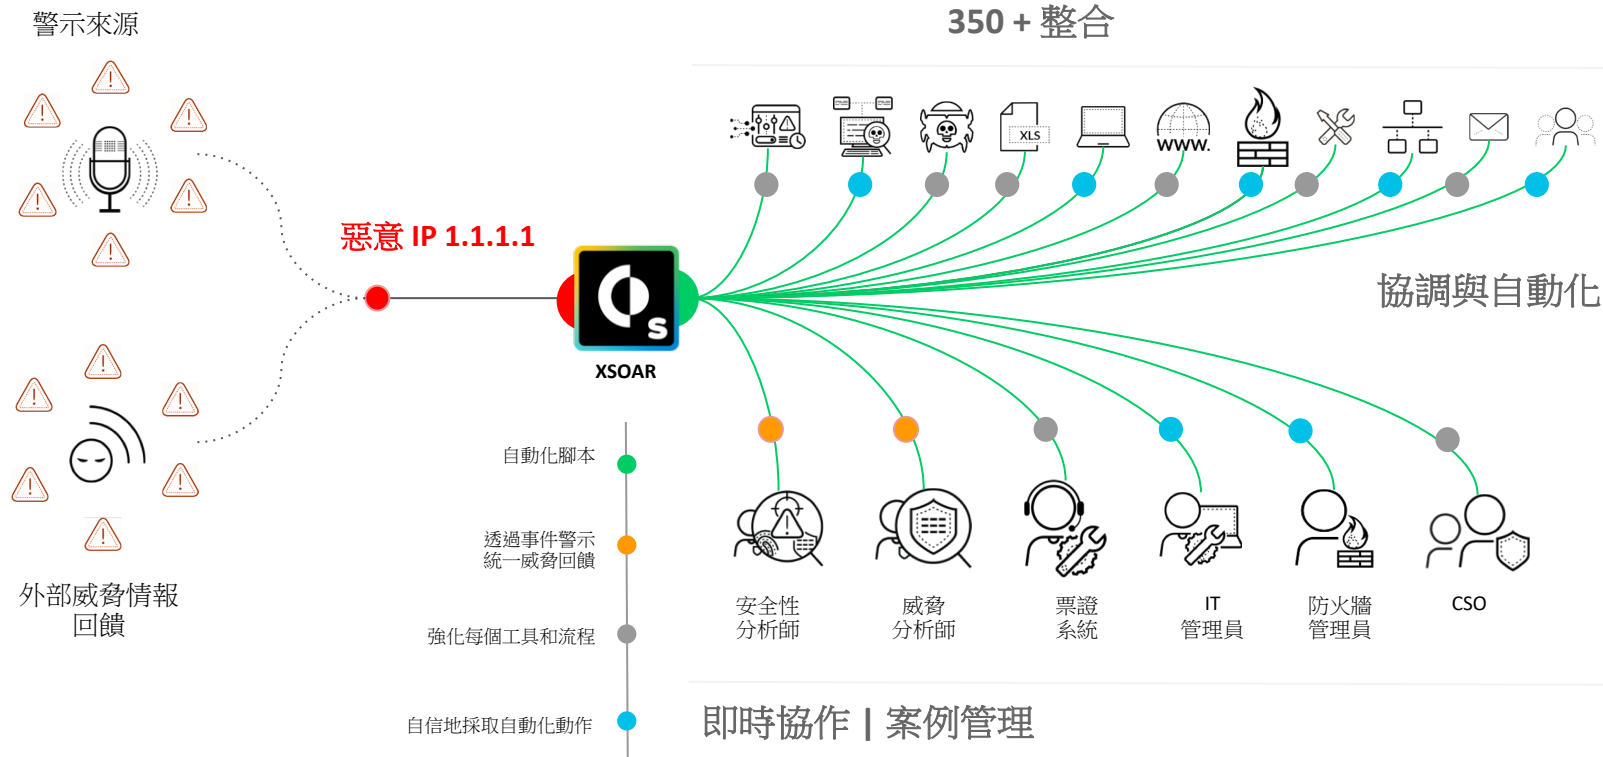 警示來源
350 + 整合
XLS
WWW.
惡意 IP 1.1.1.1
協調與自動化
S
XSOAR
自動化腳本
透過事件警示
統一威脅回饋
強化每個工具和流程
自信地採取自動化動作
外部威脅情報
回饋
安全性
分析師
威脅
分析師
票證
系統
IT
管理員
防火牆
管理員
CSO
即時協作 | 案例管理